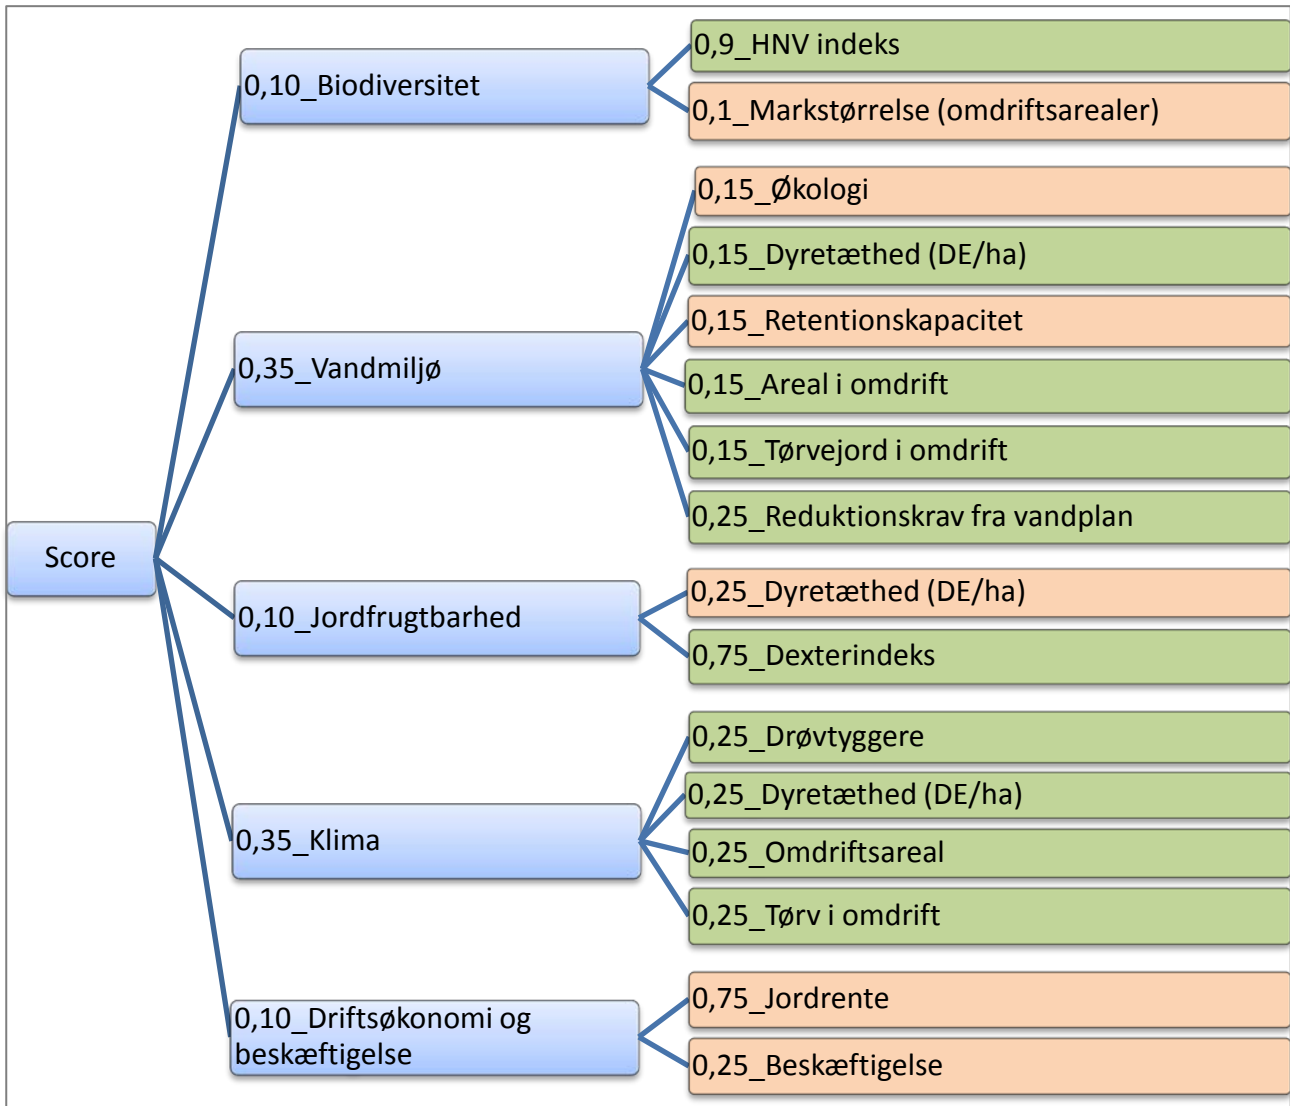 Score
0,10_Biodiversitet
0,9_HNV indeks
0,1_Markstørrelse (omdriftsarealer)
0,35_Vandmiljø
0,15_Økologi
0,15_Dyretæthed (DE/ha)
0,15_Retentionskapacitet
0,15_Areal i omdrift
0,15_Tørvejord i omdrift
0,25_Reduktionskrav fra vandplan
0,10_Jordfrugtbarhed
0,25_Dyretæthed (DE/ha)
0,75_Dexterindeks
0,35_Klima
0,25_Drøvtyggere
0,25_Dyretæthed (DE/ha)
0,25_Omdriftsareal
0,25_Tørv i omdrift
0,10_Driftsøkonomi og
beskæftigelse
0,75_Jordrente
0,25_Beskæftigelse